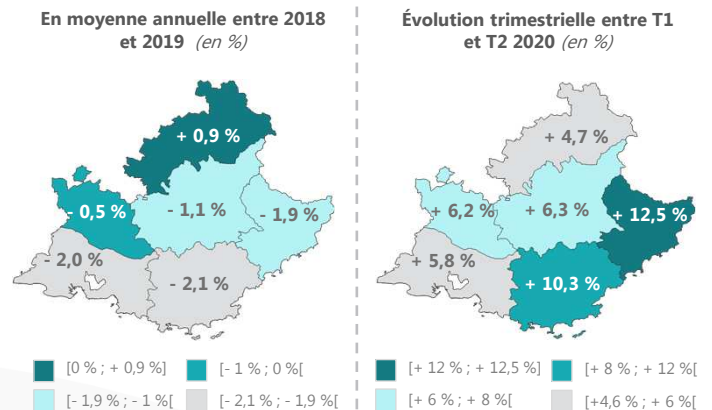 En moyenne annuelle entre 2018
et 2019 (en %)
+ 0,9 %
- 0,5 %
- 1,1 %
- 1,9 %
- 2,0 %
- 2,1 %
[0 % ; + 0,9 %]
[- 1 % ; 0 %[
[- 1,9 % ; - 1 %[
[- 2,1 % ; - 1,9 %[
Évolution trimestrielle entre T1
et T2 2020 (en %)
+ 4,7 %
+ 6,2 %
+ 6,3 %
+ 12,5 %
+ 5,8 %
+ 10,3 %
[+ 12 % ; + 12,5 %]
[+ 8 % ; + 12 %[
[+ 6 % ; + 8 %[
[+4,6 % ; + 6 %[